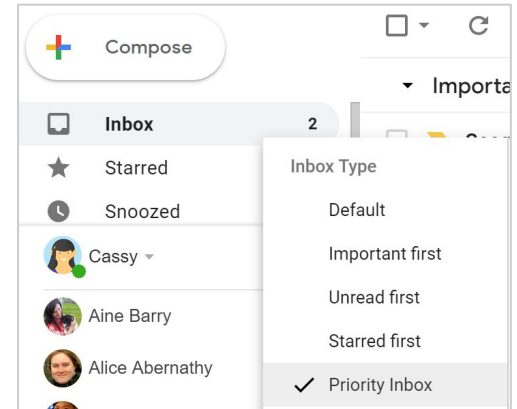 Compose
Importa
Inbox 2
Starred
Snoozed
Cassy
Aine Barry
Alice Abernathy
Inbox Type
Default
Important first
Unread first
Starred first
Priority Inbox